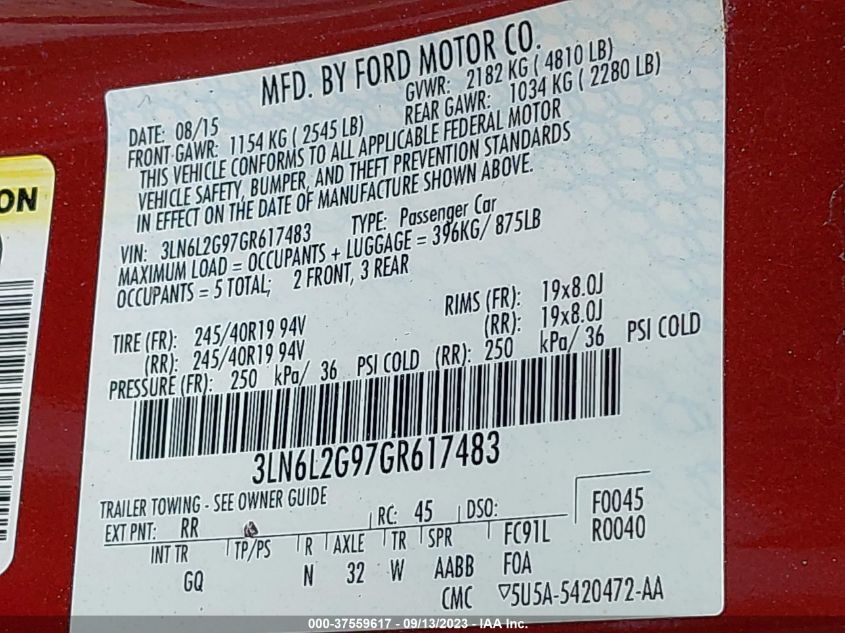 MFD. BY FORD MOTOR CO.
DATE: 08/15 GVWR: 2182 KG ( 4810 LB)
FRONT GAWR: 1154 KG ( 2545 LB) REAR GAWR: 1034 KG ( 2280 LB)
THIS VEHICLE CONFORMS TO ALL APPLICABLE FEDERAL MOTOR
VEHICLE SAFETY, BUMPER, AND THEFT PREVENTION STANDARDS
IN EFFECT ON THE DATE OF MANUFACTURE SHOWN ABOVE.
VIN: 3LN6L2G97GR617483 TYPE: Passenger Car
MAXIMUM LOAD = OCCUPANTS + LUGGAGE = 396KG/ 875LB
OCCUPANTS = 5 TOTAL; 2 FRONT, 3 REAR
TIRE (FR): 245/40R19 94V RIMS (FR): 19x8.0J
(RR): 245/40R19 94V (RR): 19x8.0J
PRESSURE (FR): 250 kPa/ 36 PSI COLD (RR): 250 kPa/ 36 PSI COLD
3LN6L2G97GR617483
TRAILER TOWING - SEE OWNER GUIDE
EXT PNT: RR RC: 45 DSO: F0045
INT TR TP/PS R AXLE TR SPR FC91L R0040
GQ N 32 W AABB FOA
CMC 5U5A-5420472-AA
ON
000-37559617 - 09/13/2023 - IAA Inc.